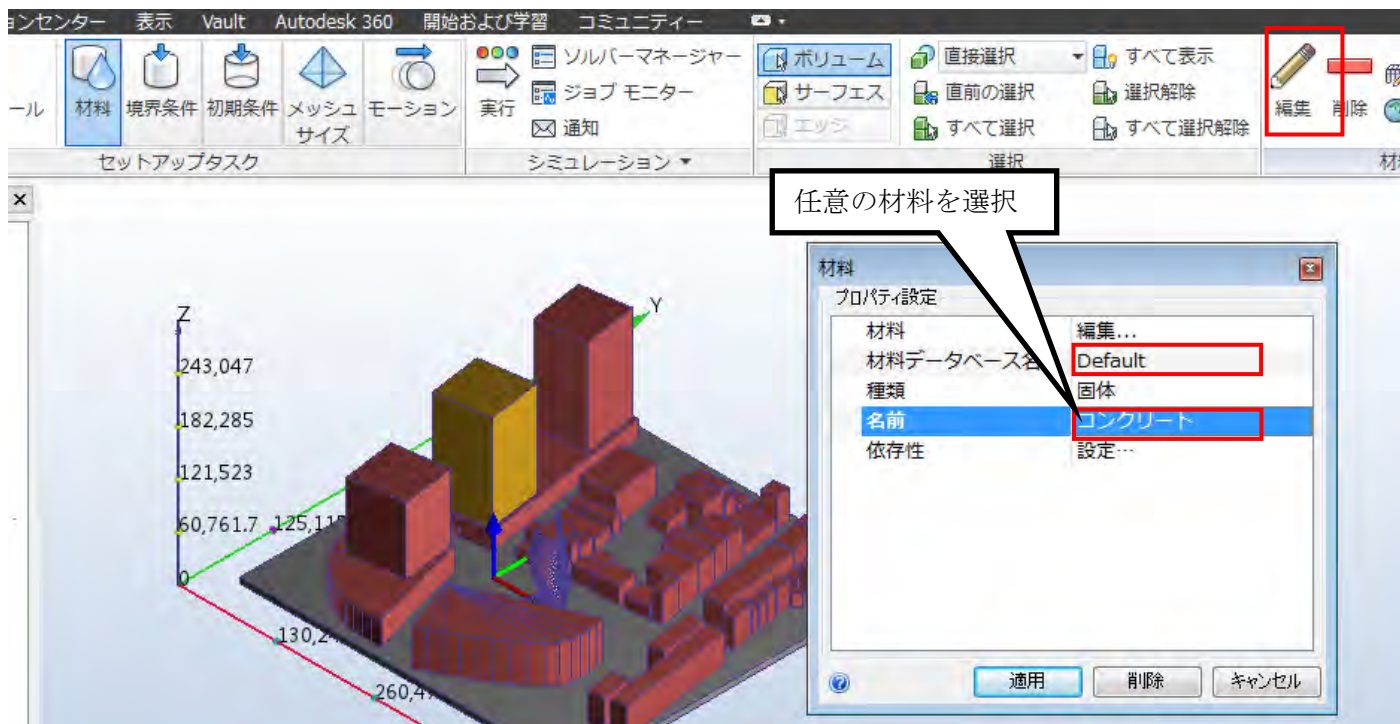 ョンセンター 表示 Vault Autodesk 360 開始および学習 コミュニティー
ール 材料 境界条件 初期条件 メッシュサイズ モーション
実行 ソルバーマネージャー
ジョブ モニター
通知
ボリューム
サーフェス
エッジ
直接選択
直前の選択
すべて選択
すべて表示
選択解除
すべて選択解除
編集 削除
セットアップタスク シミュレーション 選択 材
任意の材料を選択
材料
プロパティ設定
材料 編集...
材料データベース名 Default
種類 固体
名前 コンクリート
依存性 設定…
適用 削除 キャンセル
Z
Y
243,047
182,285
121,523
60,761.7 125,11
0
130,2
260,4